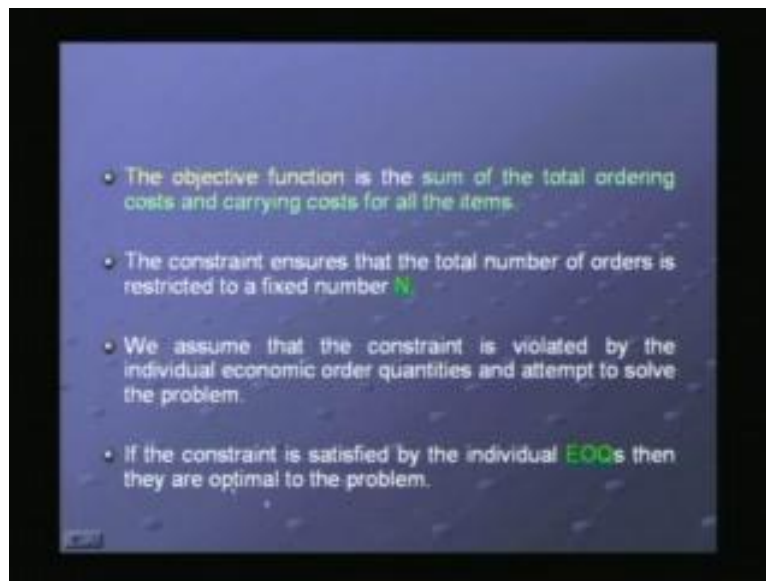 The objective function is the sum of the total ordering
costs and carrying costs for all the items.
The constraint ensures that the total number of orders is
restricted to a fixed number N.
We assume that the constraint is violated by the
individual economic order quantities and attempt to solve
the problem.
If the constraint is satisfied by the individual EOQs then
they are optimal to the problem.